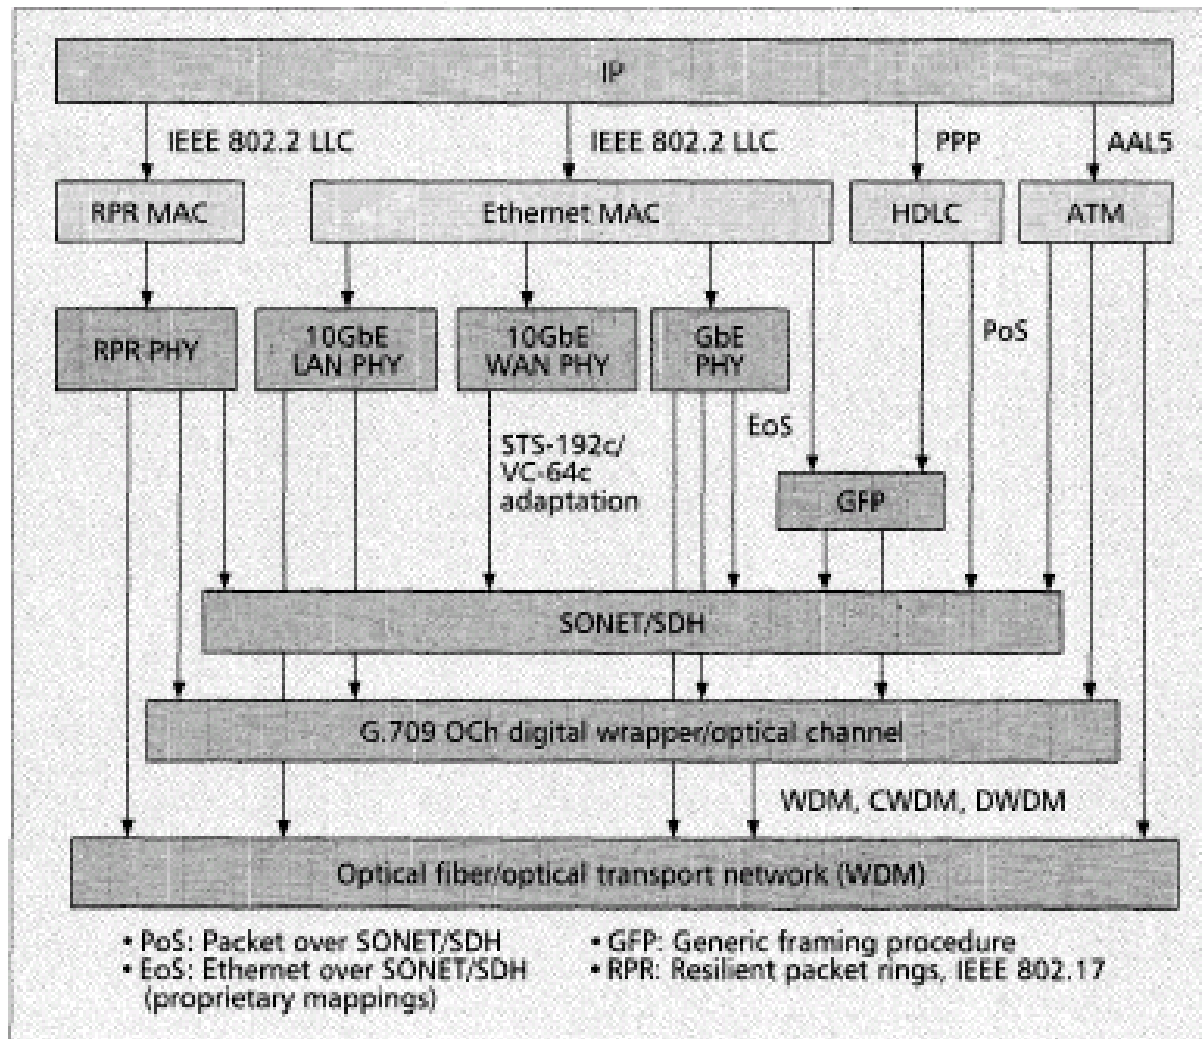 IP
IEEE 802.2 LLC
IEEE 802.2 LLC
PPP
AAL5
RPR MAC
Ethernet MAC
HDLC
ATM
RPR PHY
10GbE
LAN PHY
10GbE
WAN PHY
GbE
PHY
PoS
EoS
STS-192c/
VC-64c
adaptation
GFP
SONET/SDH
G.709 OCh digital wrapper/optical channel
WDM, CWDM, DWDM
Optical fiber/optical transport network (WDM)
• PoS: Packet over SONET/SDH
• EoS: Ethernet over SONET/SDH
(proprietary mappings)
• GFP: Generic framing procedure
• RPR: Resilient packet rings, IEEE 802.17